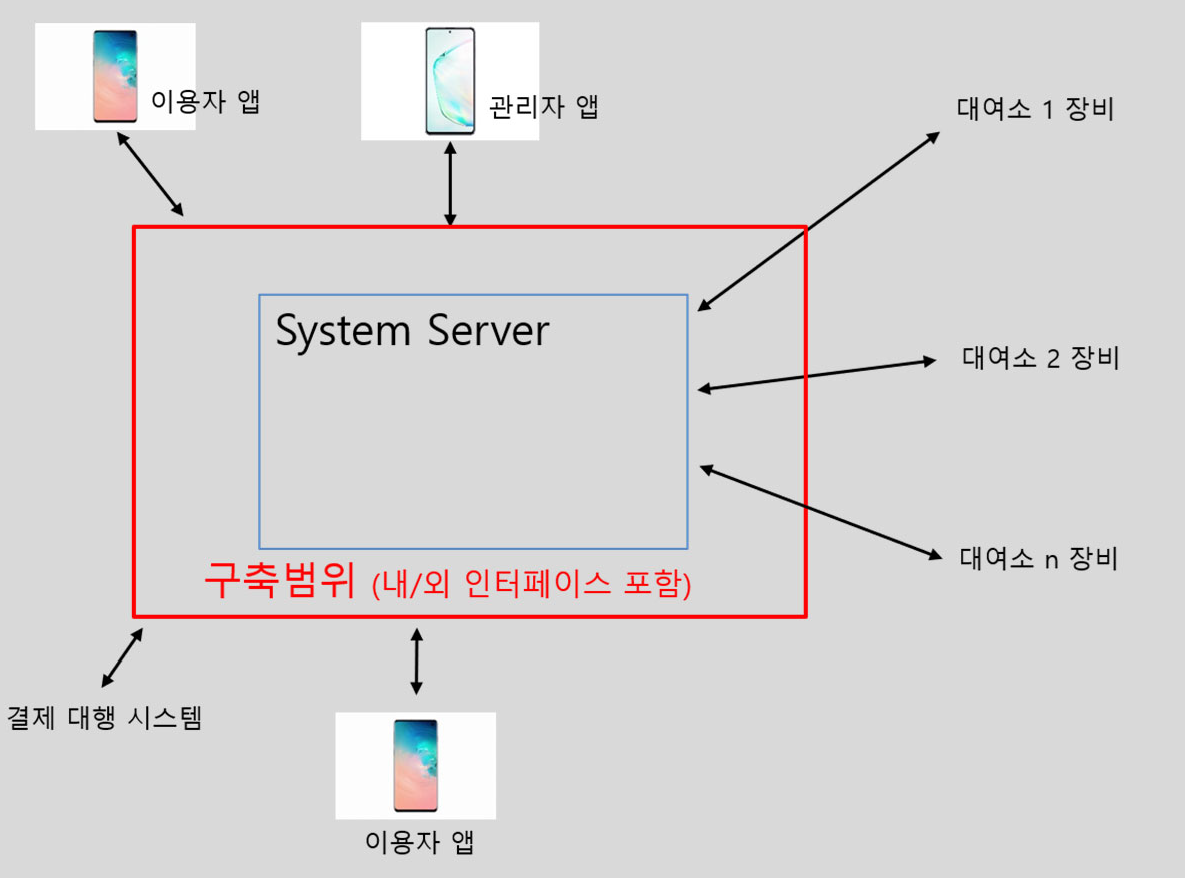 이용자 앱
관리자 앱
대여소 1 장비
System Server
대여소 2 장비
대여소 n 장비
구축범위 (내/외 인터페이스 포함)
결제 대행 시스템
이용자 앱